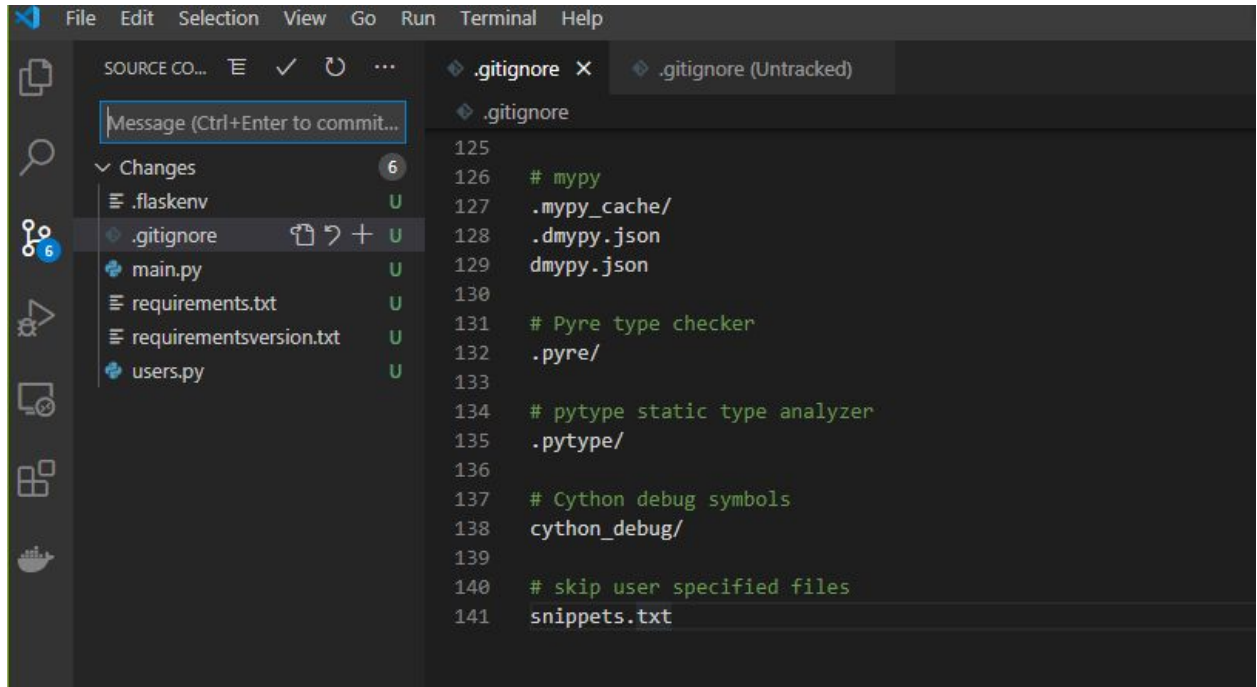 File Edit Selection View Go Run Terminal Help
SOURCE CO...
Message (Ctrl+Enter to commit...
Changes 6
.flaskenv U
.gitignore U
main.py U
requirements.txt U
requirementsversion.txt U
users.py U
6
.gitignore .gitignore (Untracked)
.gitignore
125
126 # mypy
127 .mypy_cache/
128 .dmypy.json
129 dmypy.json
130
131 # Pyre type checker
132 .pyre/
133
134 # pytype static type analyzer
135 .pytype/
136
137 # Cython debug symbols
138 cython_debug/
139
140 # skip user specified files
141 snippets.txt